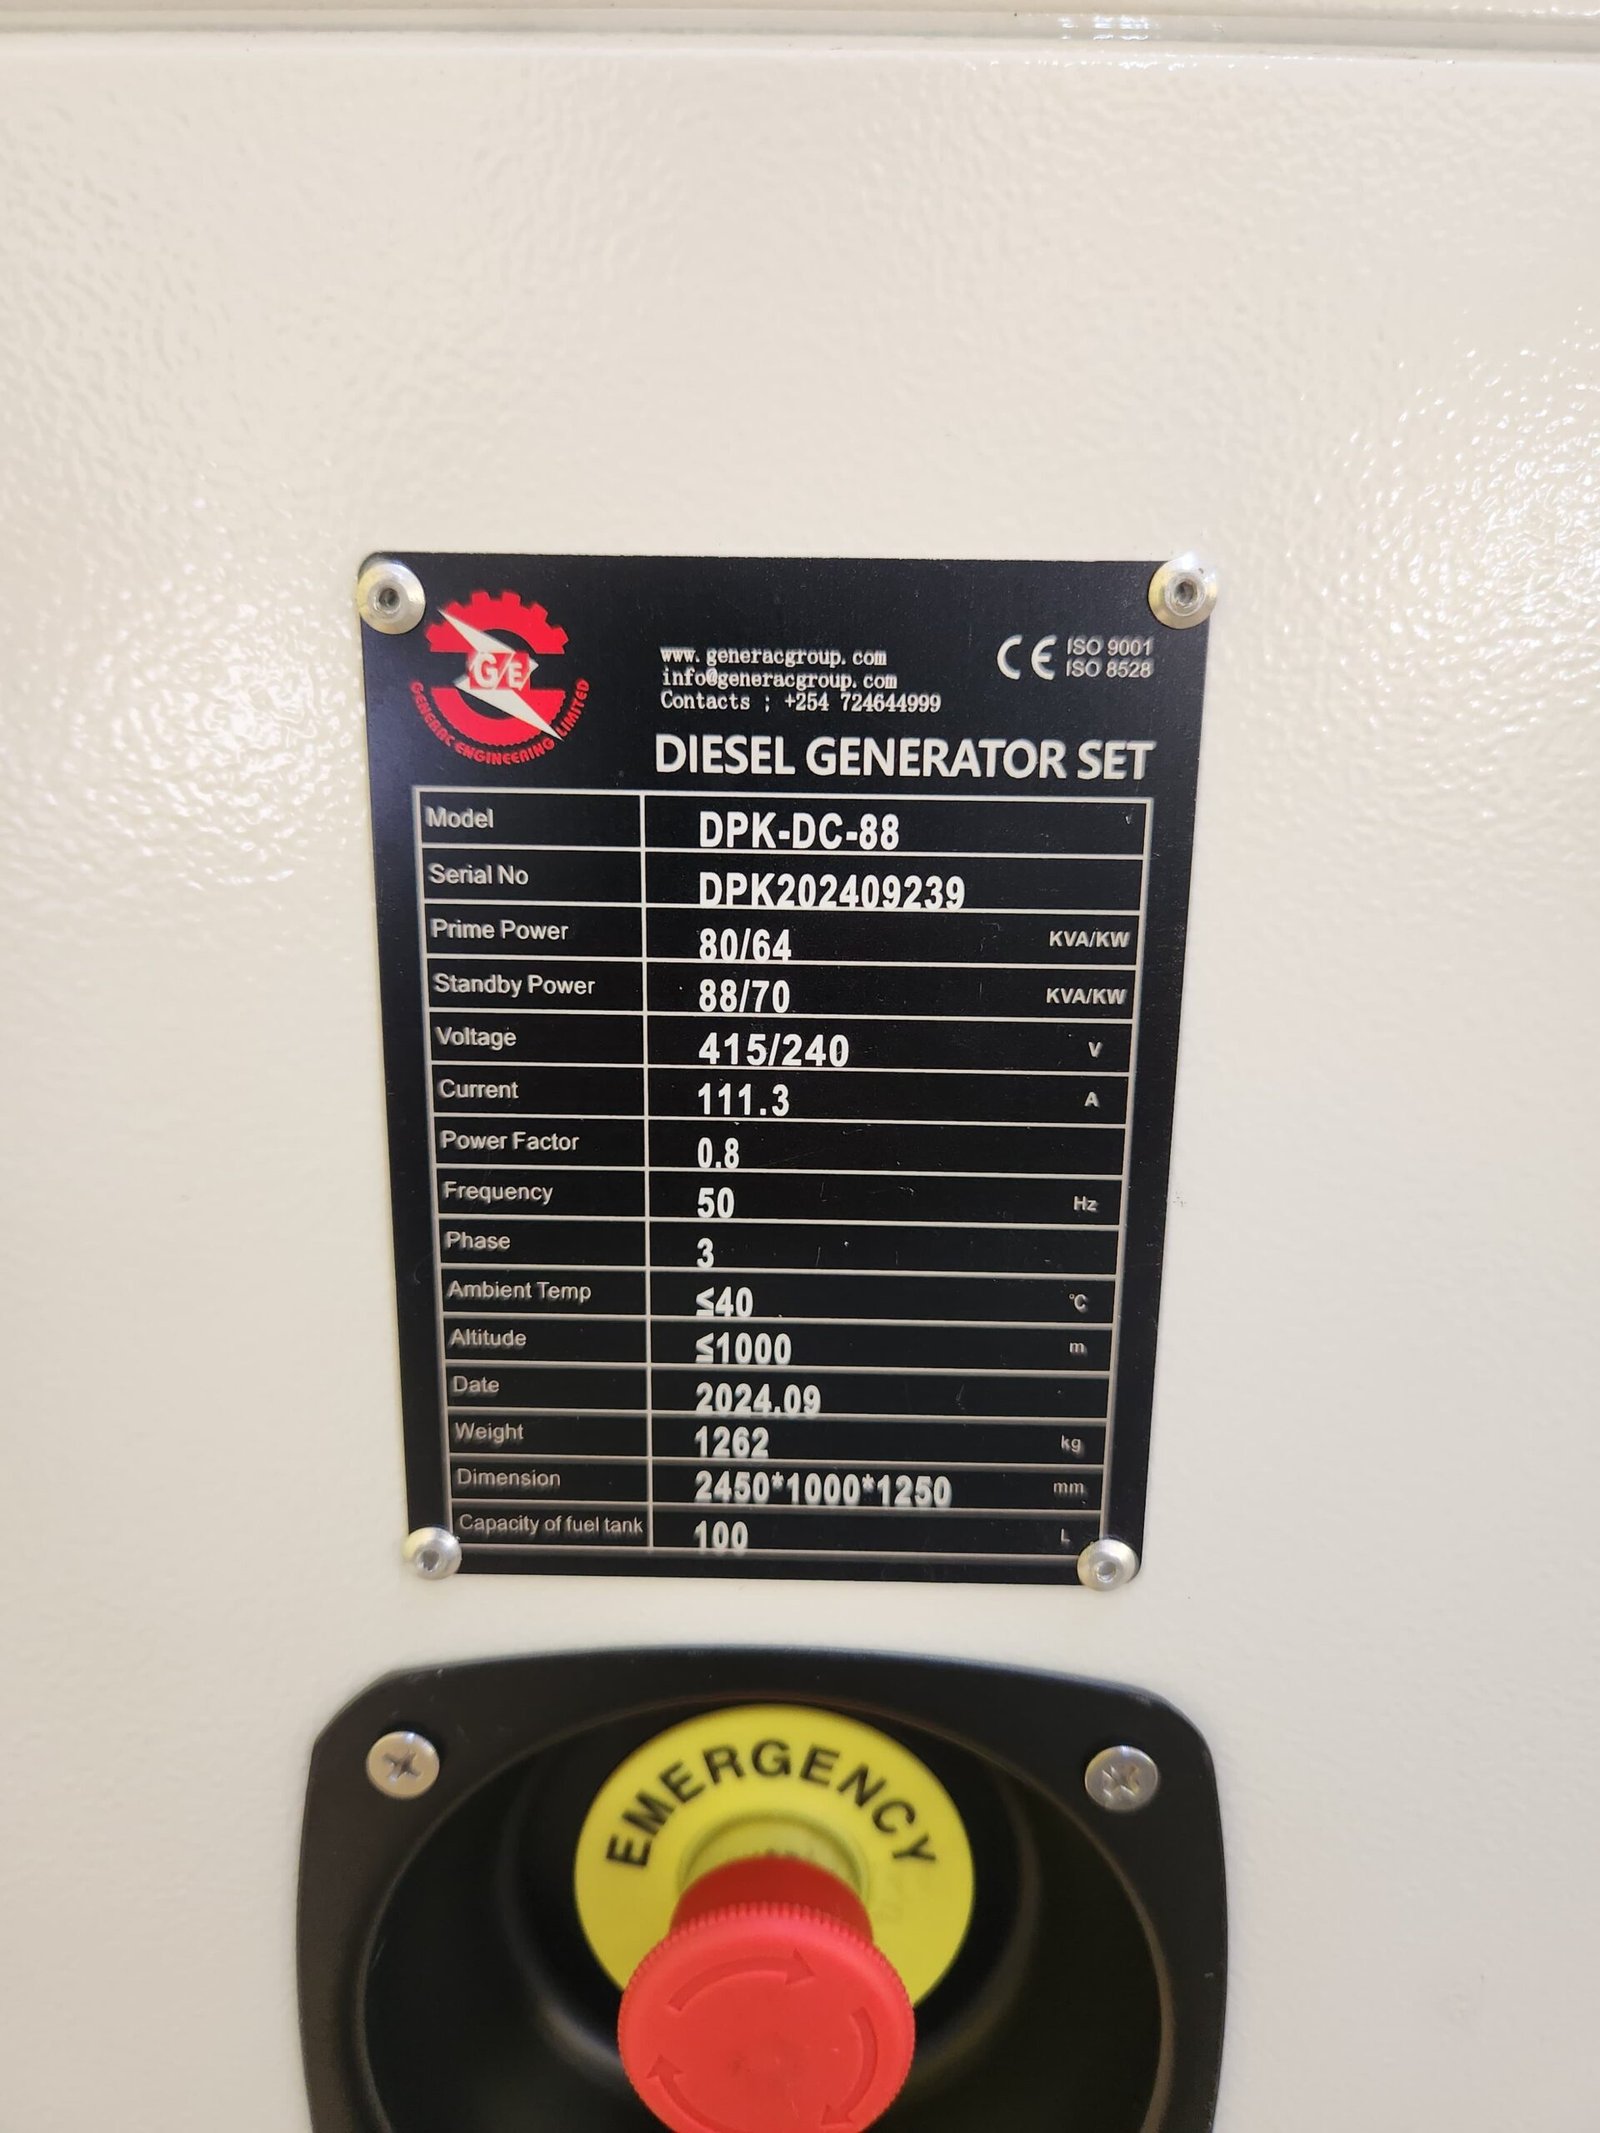 G/E
GENERAC ENGINEERING LIMITED
www.generacgroup.com
info@generacgroup.com
Contacts ; +254 724644999
CE ISO 9001
ISO 8528
DIESEL GENERATOR SET
Model DPK-DC-88
Serial No DPK202409239
Prime Power 80/64 KVA/KW
Standby Power 88/70 KVA/KW
Voltage 415/240 V
Current 111.3 A
Power Factor 0.8
Frequency 50 Hz
Phase 3
Ambient Temp ≤40 ℃
Altitude ≤1000 m
Date 2024.09
Weight 1262 kg
Dimension 2450*1000*1250 mm
Capacity of fuel tank 100 L
EMERGENCY